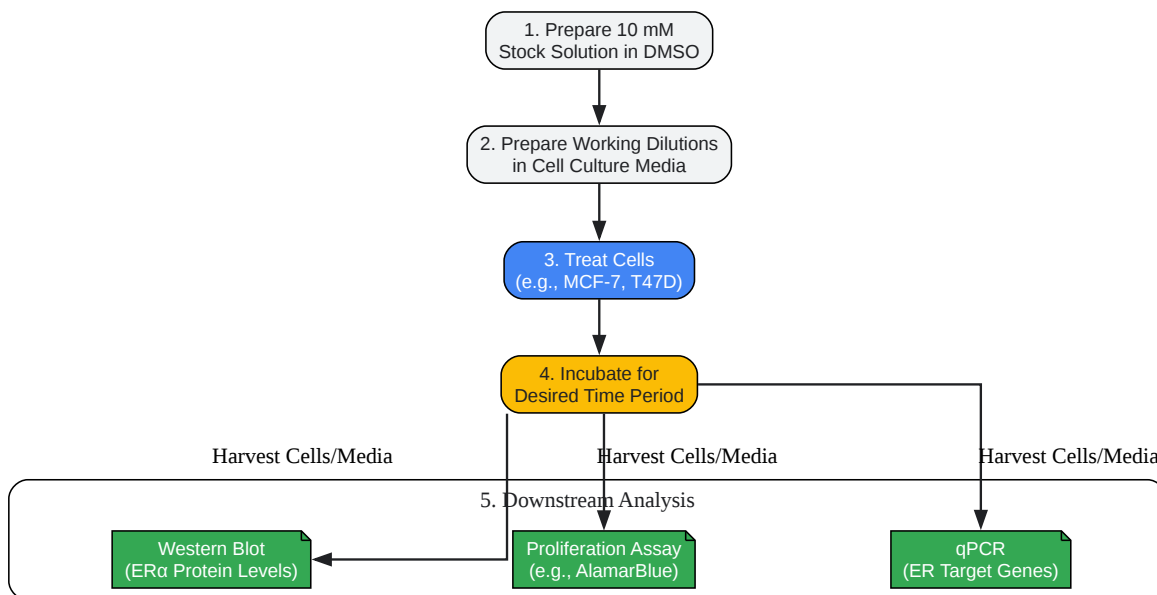 1. Prepare 10 mM
Stock Solution in DMSO
2. Prepare Working Dilutions
in Cell Culture Media
3. Treat Cells
(e.g., MCF-7, T47D)
4. Incubate for
Desired Time Period
Harvest Cells/Media
Harvest Cells/Media
Harvest Cells/Media
5. Downstream Analysis
Western Blot
(ERα Protein Levels)
Proliferation Assay
(e.g., AlamarBlue)
qPCR
(ER Target Genes)